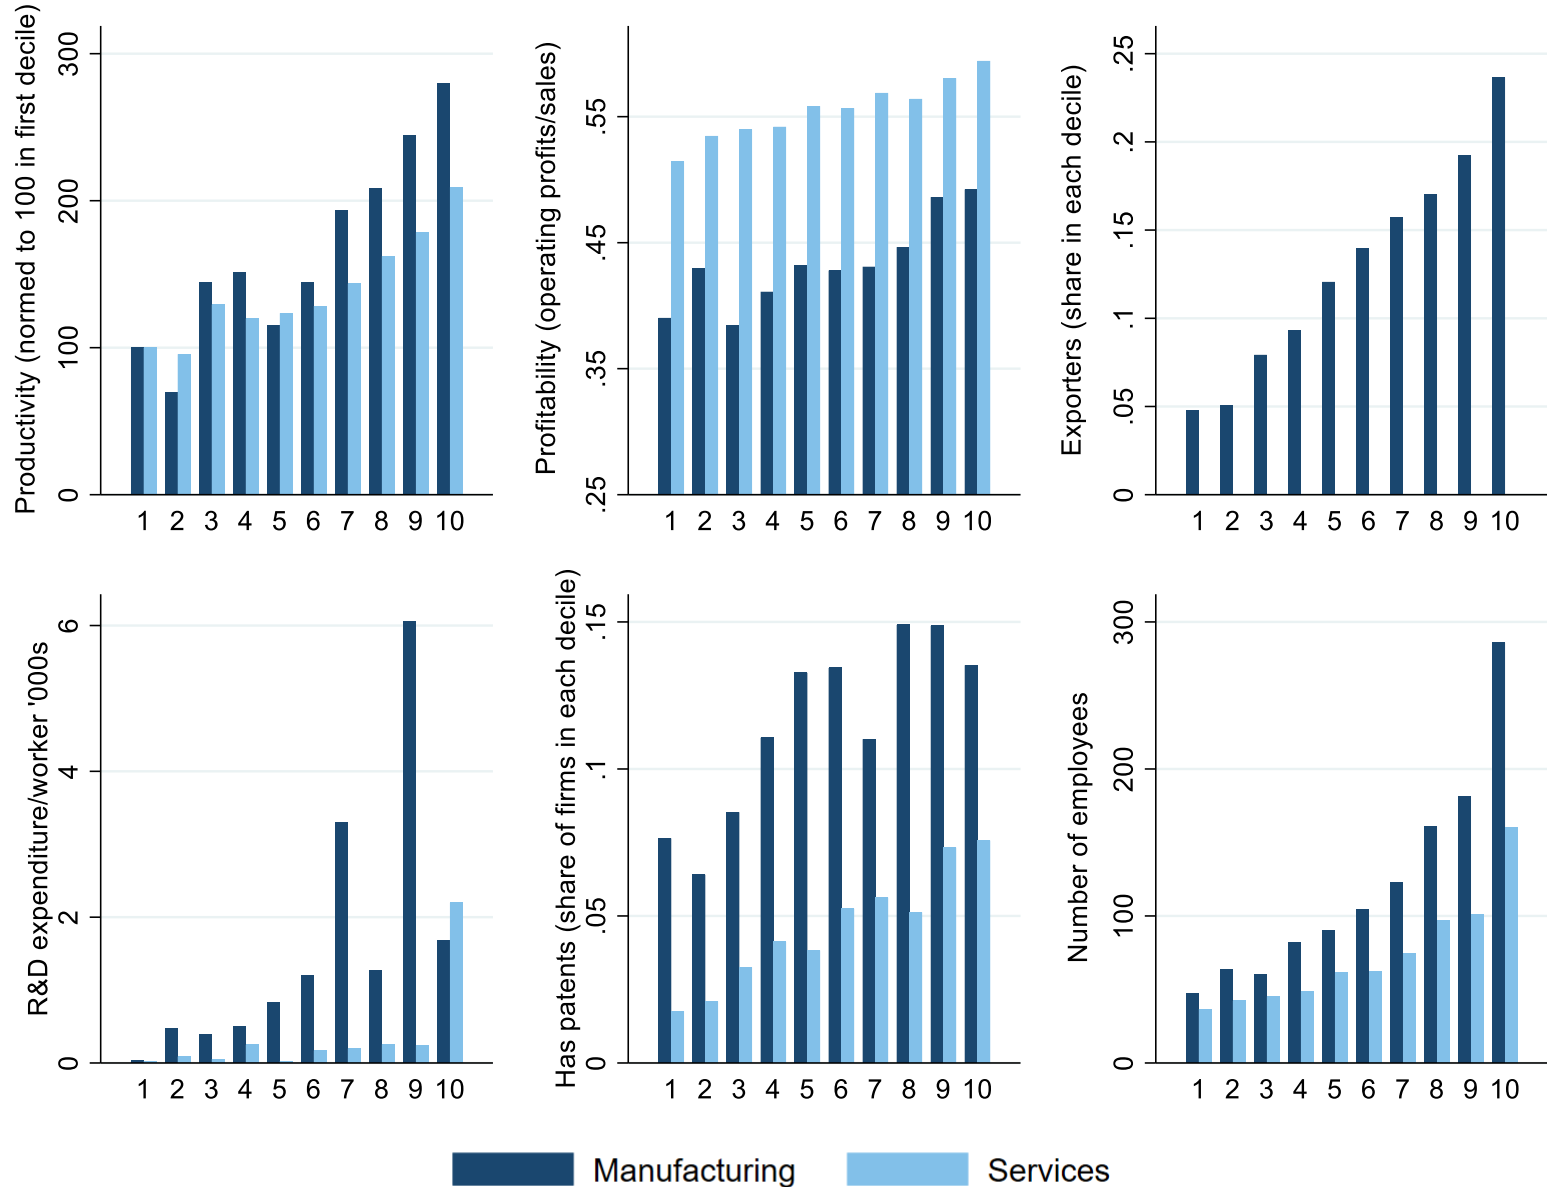 Productivity (normed to 100 in first decile)
300
200
100
0
1 2 3 4 5 6 7 8 9 10
Profitability (operating profits/sales)
.55
.45
.35
.25
1 2 3 4 5 6 7 8 9 10
Exporters (share in each decile)
.25
.2
.15
.1
.05
0
1 2 3 4 5 6 7 8 9 10
R&D expenditure/worker '000s
6
4
2
0
1 2 3 4 5 6 7 8 9 10
Has patents (share of firms in each decile)
.15
.1
.05
0
1 2 3 4 5 6 7 8 9 10
Number of employees
300
200
100
0
1 2 3 4 5 6 7 8 9 10
Manufacturing
Services